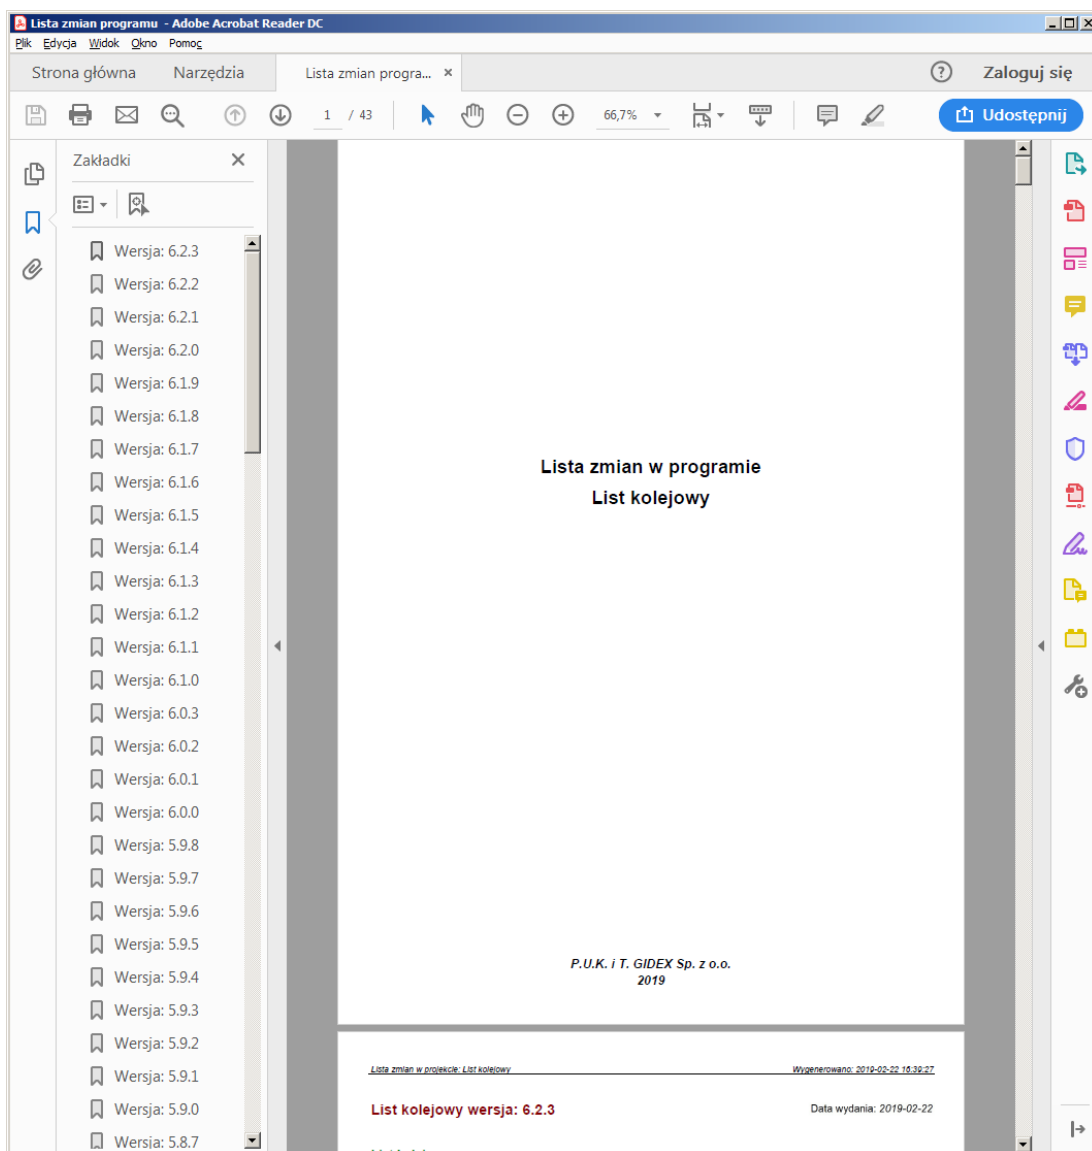 Lista zmian programu - Adobe Acrobat Reader DC
Plik Edycja Widok Okno Pomoc
Strona główna Narzędzia Lista zmian progra... × Zaloguj się
1 / 43 66,7% Udostępnij
Zakładki
Wersja: 6.2.3
Wersja: 6.2.2
Wersja: 6.2.1
Wersja: 6.2.0
Wersja: 6.1.9
Wersja: 6.1.8
Wersja: 6.1.7
Wersja: 6.1.6
Wersja: 6.1.5
Wersja: 6.1.4
Wersja: 6.1.3
Wersja: 6.1.2
Wersja: 6.1.1
Wersja: 6.1.0
Wersja: 6.0.3
Wersja: 6.0.2
Wersja: 6.0.1
Wersja: 6.0.0
Wersja: 5.9.8
Wersja: 5.9.7
Wersja: 5.9.6
Wersja: 5.9.5
Wersja: 5.9.4
Wersja: 5.9.3
Wersja: 5.9.2
Wersja: 5.9.1
Wersja: 5.9.0
Wersja: 5.8.7
Lista zmian w programie
List kolejowy
P.U.K. i T. GIDEX Sp. z o.o.
2019
Lista zmian w projekcie: List kolejowy Wygenerowano: 2019-02-22 16:39:27
List kolejowy wersja: 6.2.3 Data wydania: 2019-02-22